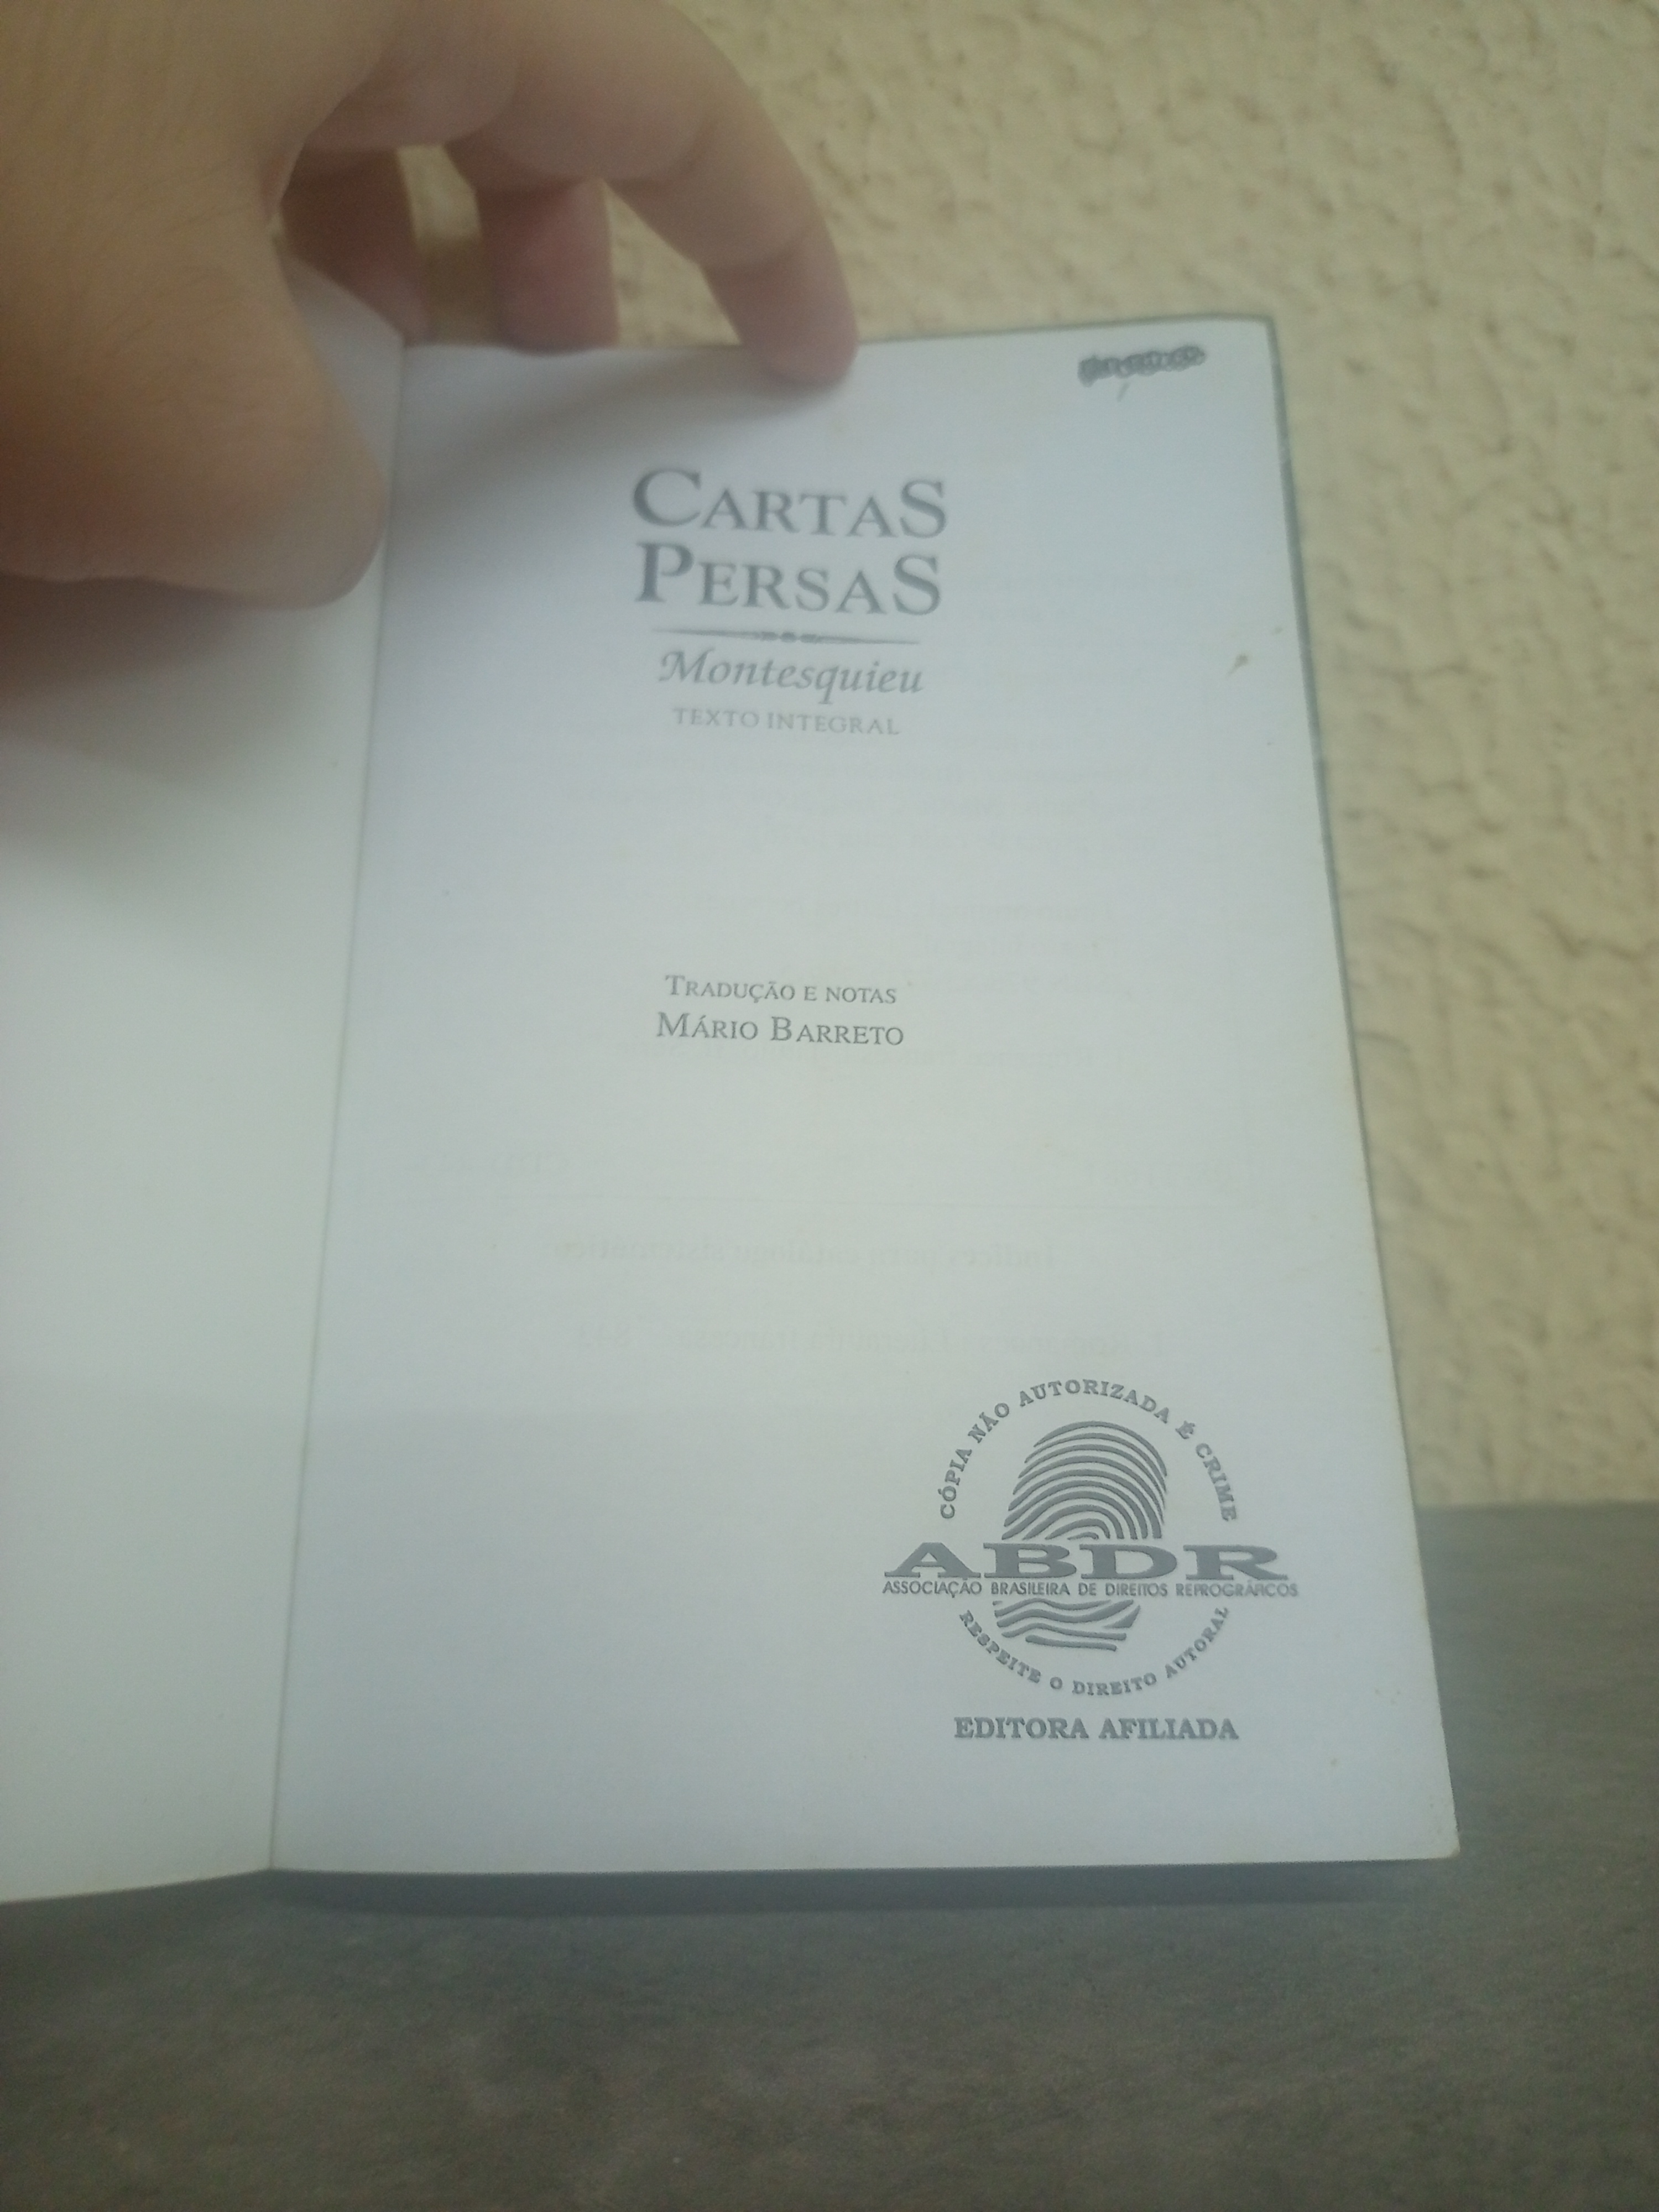 CARTAS
PERSAS
Montesquieu
TEXTO INTEGRAL
TRADUÇÃO E NOTAS
MÁRIO BARRETO
CÓPIA NÃO AUTORIZADA É CRIME
ABDR
ASSOCIAÇÃO BRASILEIRA DE DIREITOS REPROGRÁFICOS
RESPEITE O DIREITO AUTORAL
EDITORA AFILIADA